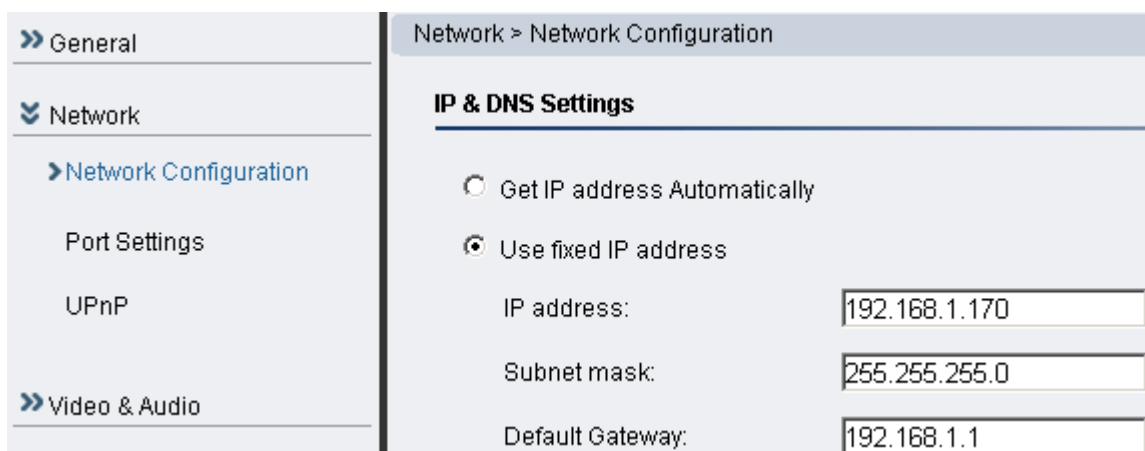 General
Network
Network Configuration
Port Settings
UPnP
Video & Audio
Network > Network Configuration
IP & DNS Settings
Get IP address Automatically
Use fixed IP address
IP address: 192.168.1.170
Subnet mask: 255.255.255.0
Default Gateway: 192.168.1.1